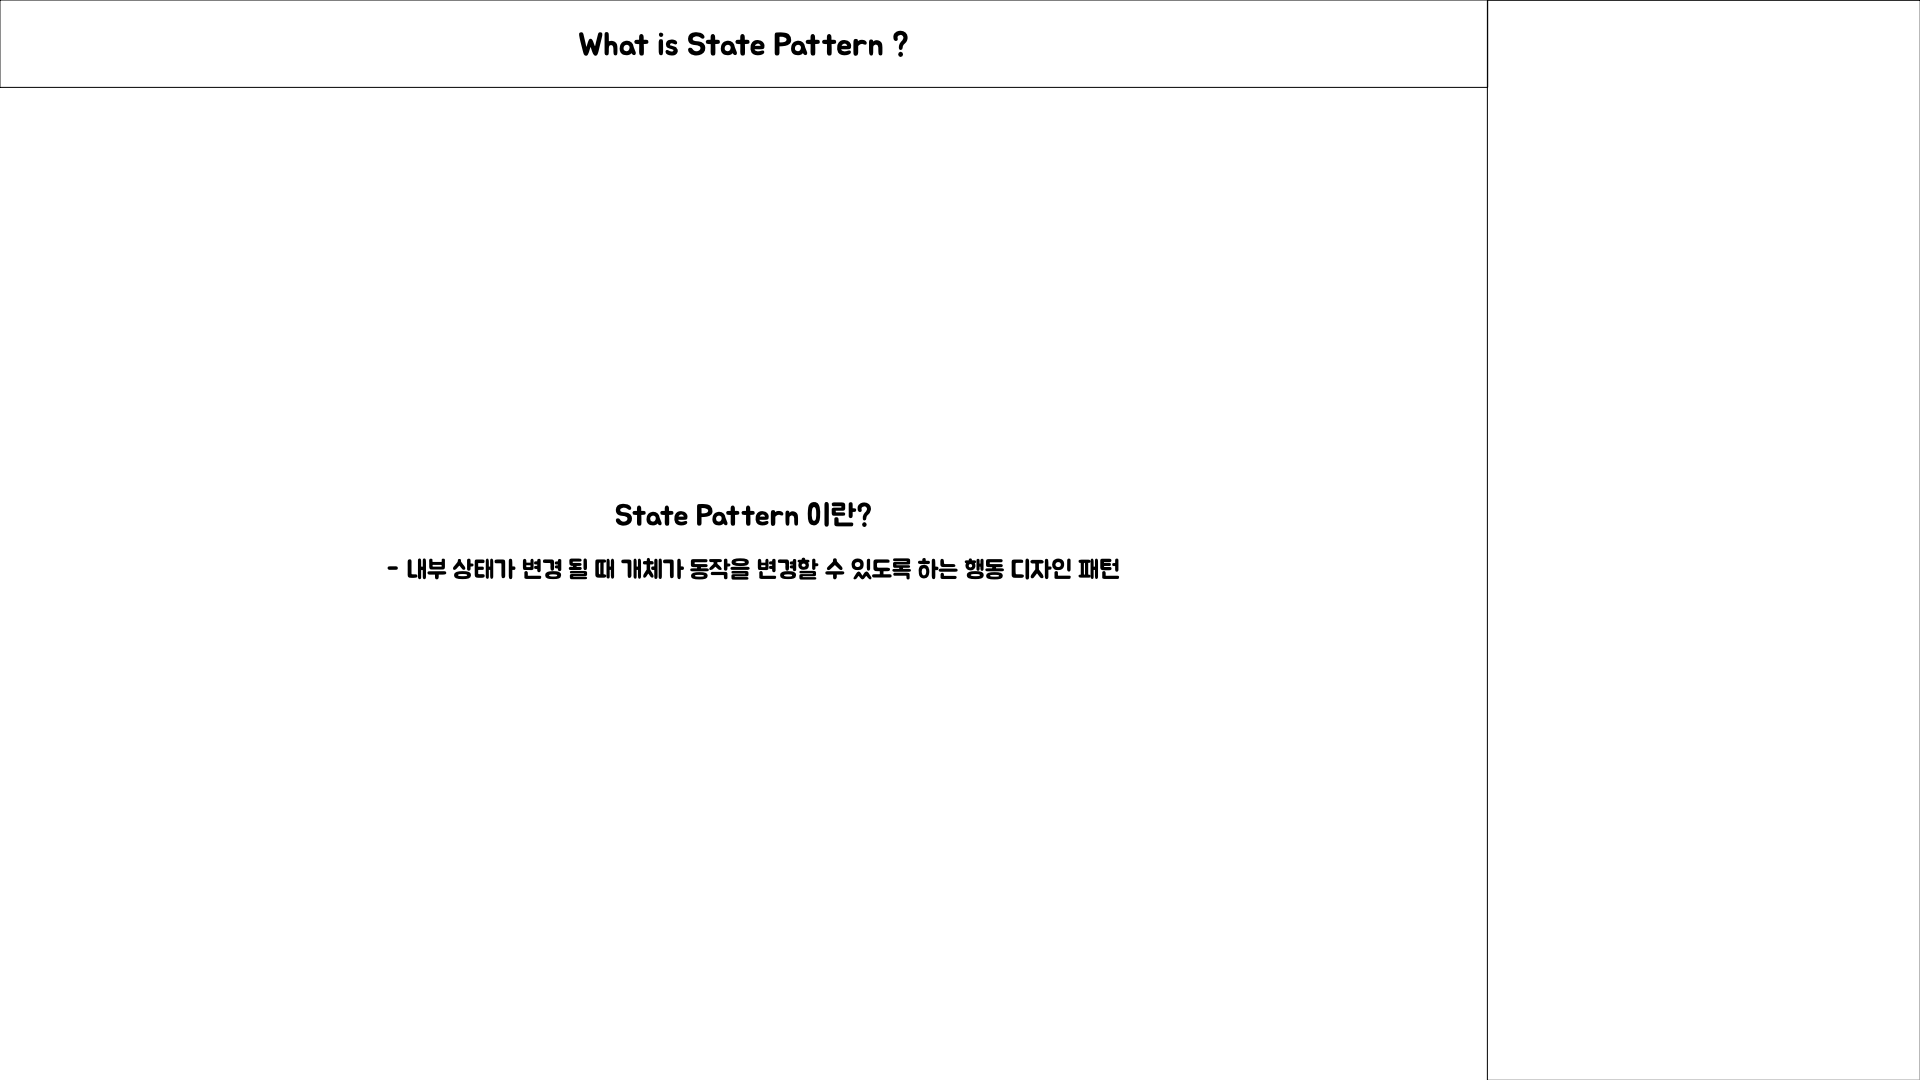 What is State Pattern ?
State Pattern 이란?
- 내부 상태가 변경 될 때 개체가 동작을 변경할 수 있도록 하는 행동 디자인 패턴